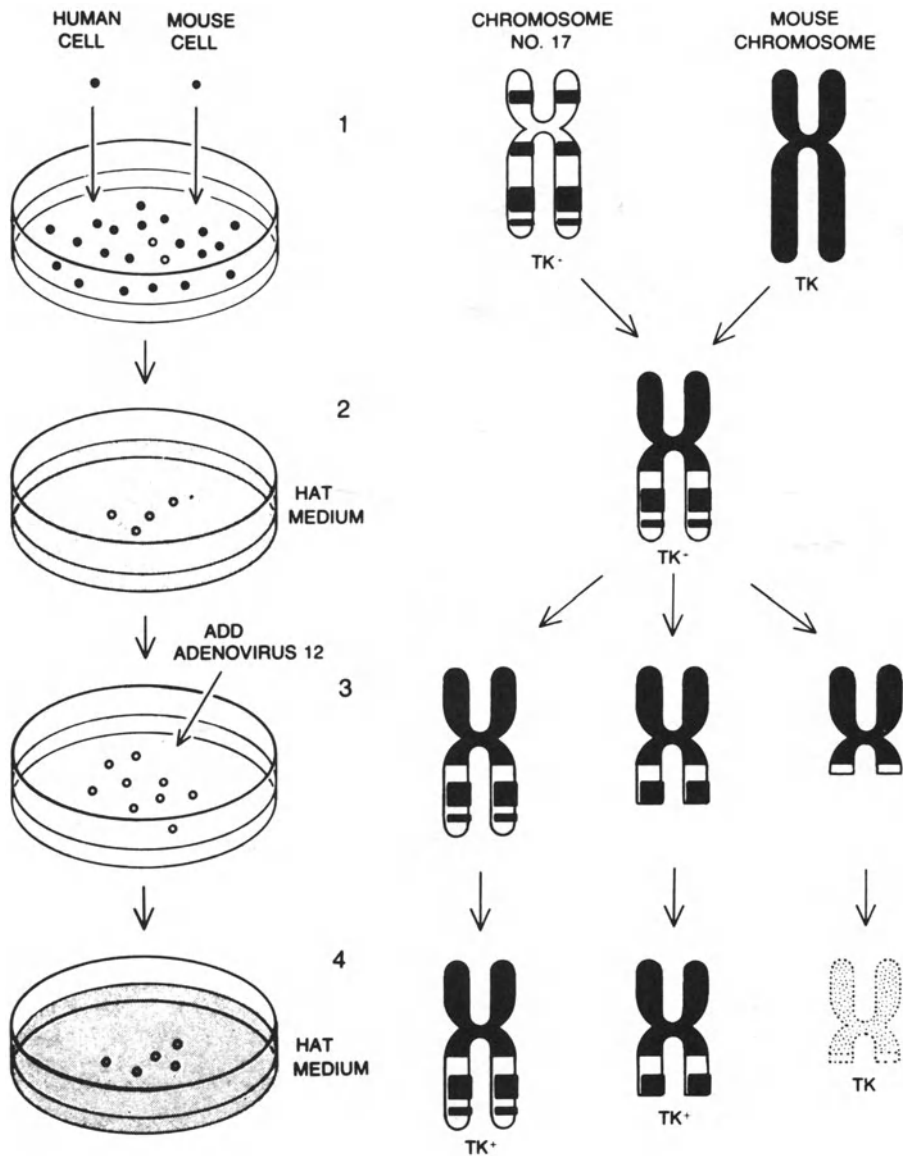 HUMAN
CELL
MOUSE
CELL
CHROMOSOME
NO. 17
MOUSE
CHROMOSOME
1
TK-
TK
2
HAT
MEDIUM
TK-
ADD
ADENOVIRUS 12
3
4
HAT
MEDIUM
TK+
TK+
TK